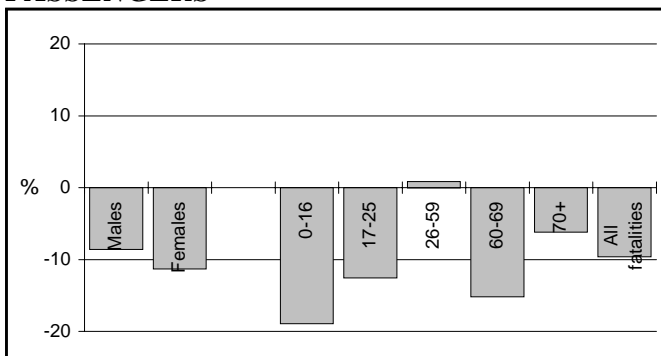 PASSENGERS
20
10
%
0
-10
-20
Males
Females
0-16
17-25
26-59
60-69
70+
All
fatalities